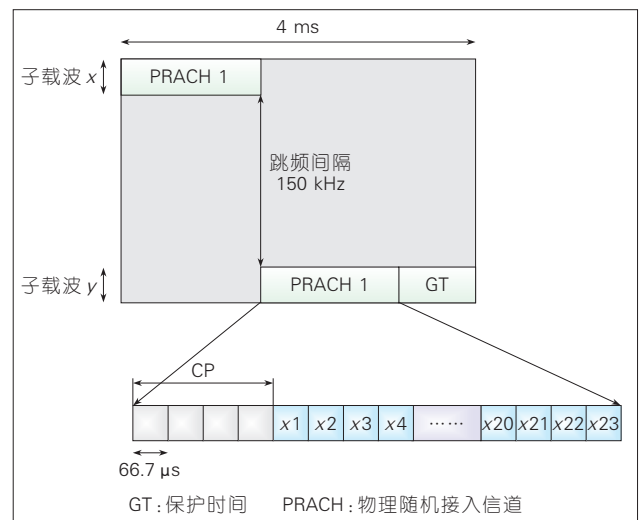 4 ms
子载波 x
PRACH 1
跳频间隔
150 kHz
子载波 y
PRACH 1
GT
CP
x1 x2 x3 x4 …… x20 x21 x22 x23
66.7 μs
GT:保护时间 PRACH:物理随机接入信道